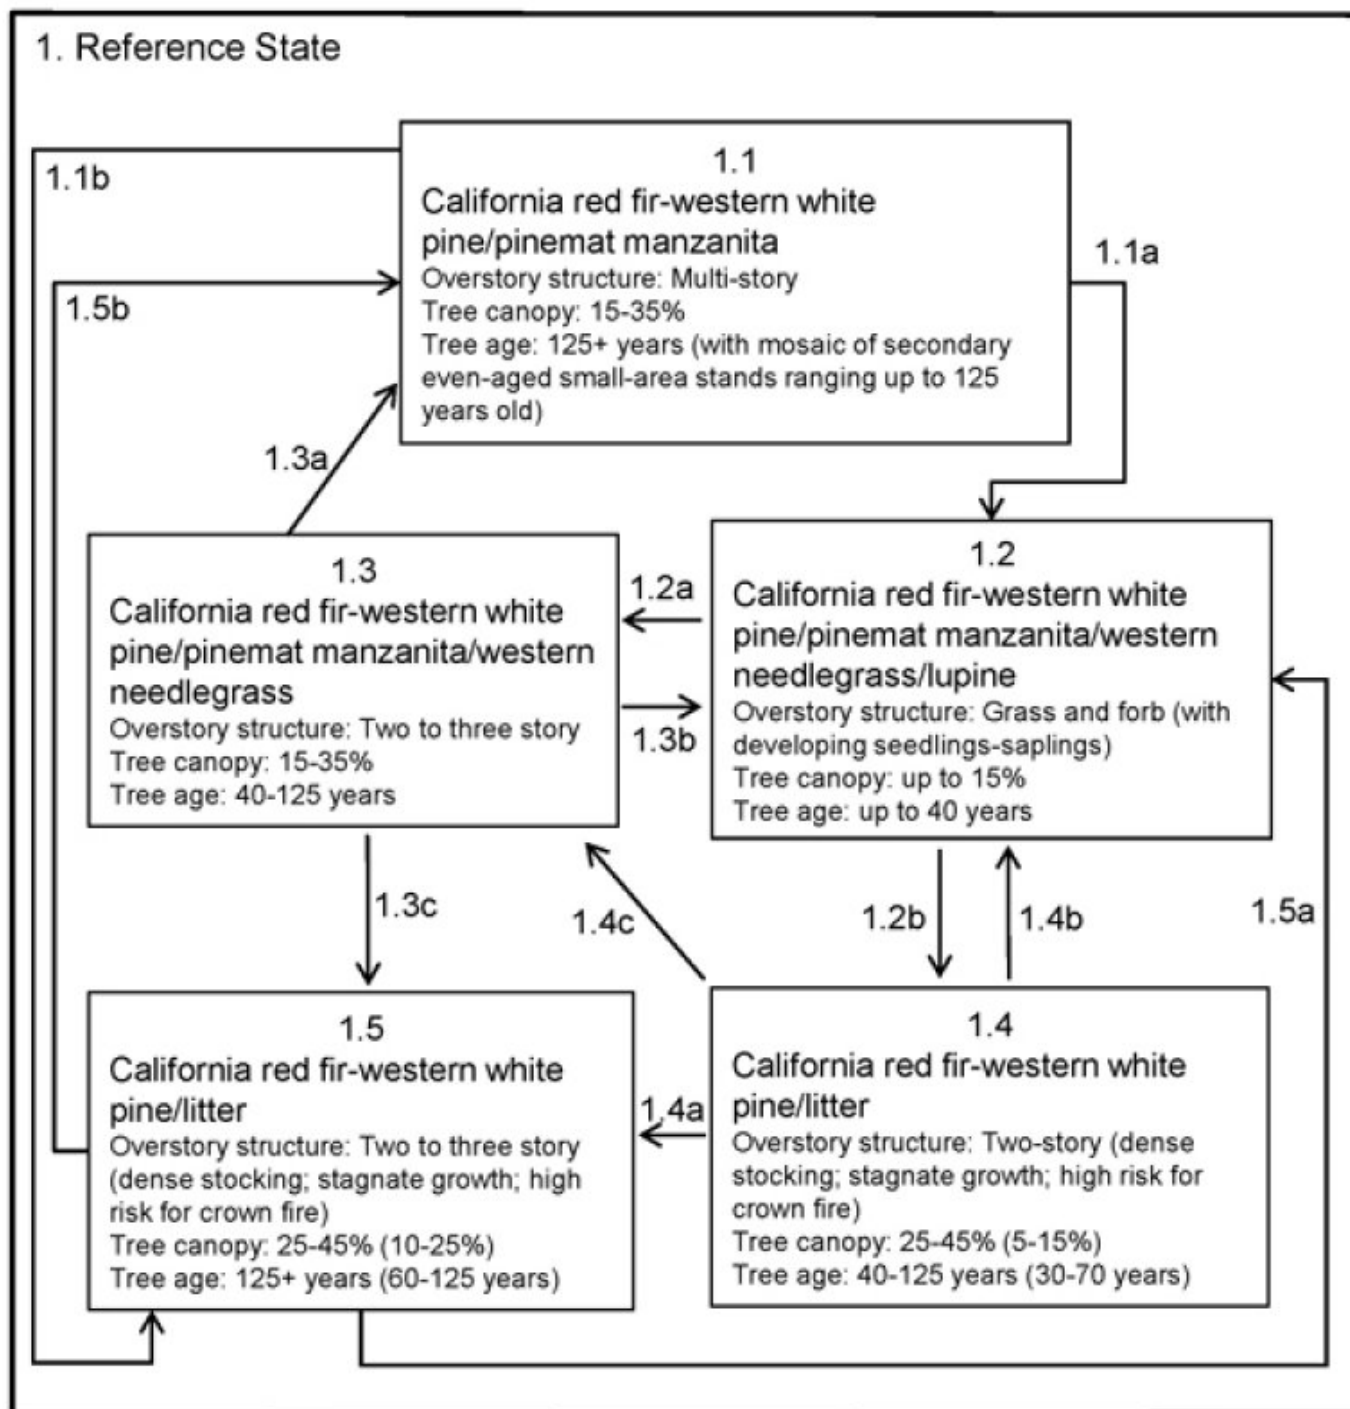 1. Reference State
1.1b
1.1
California red fir-western white
pine/pinemat manzanita
Overstory structure: Multi-story
Tree canopy: 15-35%
Tree age: 125+ years (with mosaic of secondary
even-aged small-area stands ranging up to 125
years old)
1.1a
1.5b
1.3a
1.3
California red fir-western white
pine/pinemat manzanita/western
needlegrass
Overstory structure: Two to three story
Tree canopy: 15-35%
Tree age: 40-125 years
1.2a
1.3b
1.2
California red fir-western white
pine/pinemat manzanita/western
needlegrass/lupine
Overstory structure: Grass and forb (with
developing seedlings-saplings)
Tree canopy: up to 15%
Tree age: up to 40 years
1.3c
1.4c
1.2b
1.4b
1.5a
1.5
California red fir-western white
pine/litter
Overstory structure: Two to three story
(dense stocking; stagnate growth; high
risk for crown fire)
Tree canopy: 25-45% (10-25%)
Tree age: 125+ years (60-125 years)
1.4a
1.4
California red fir-western white
pine/litter
Overstory structure: Two-story (dense
stocking; stagnate growth; high risk for
crown fire)
Tree canopy: 25-45% (5-15%)
Tree age: 40-125 years (30-70 years)